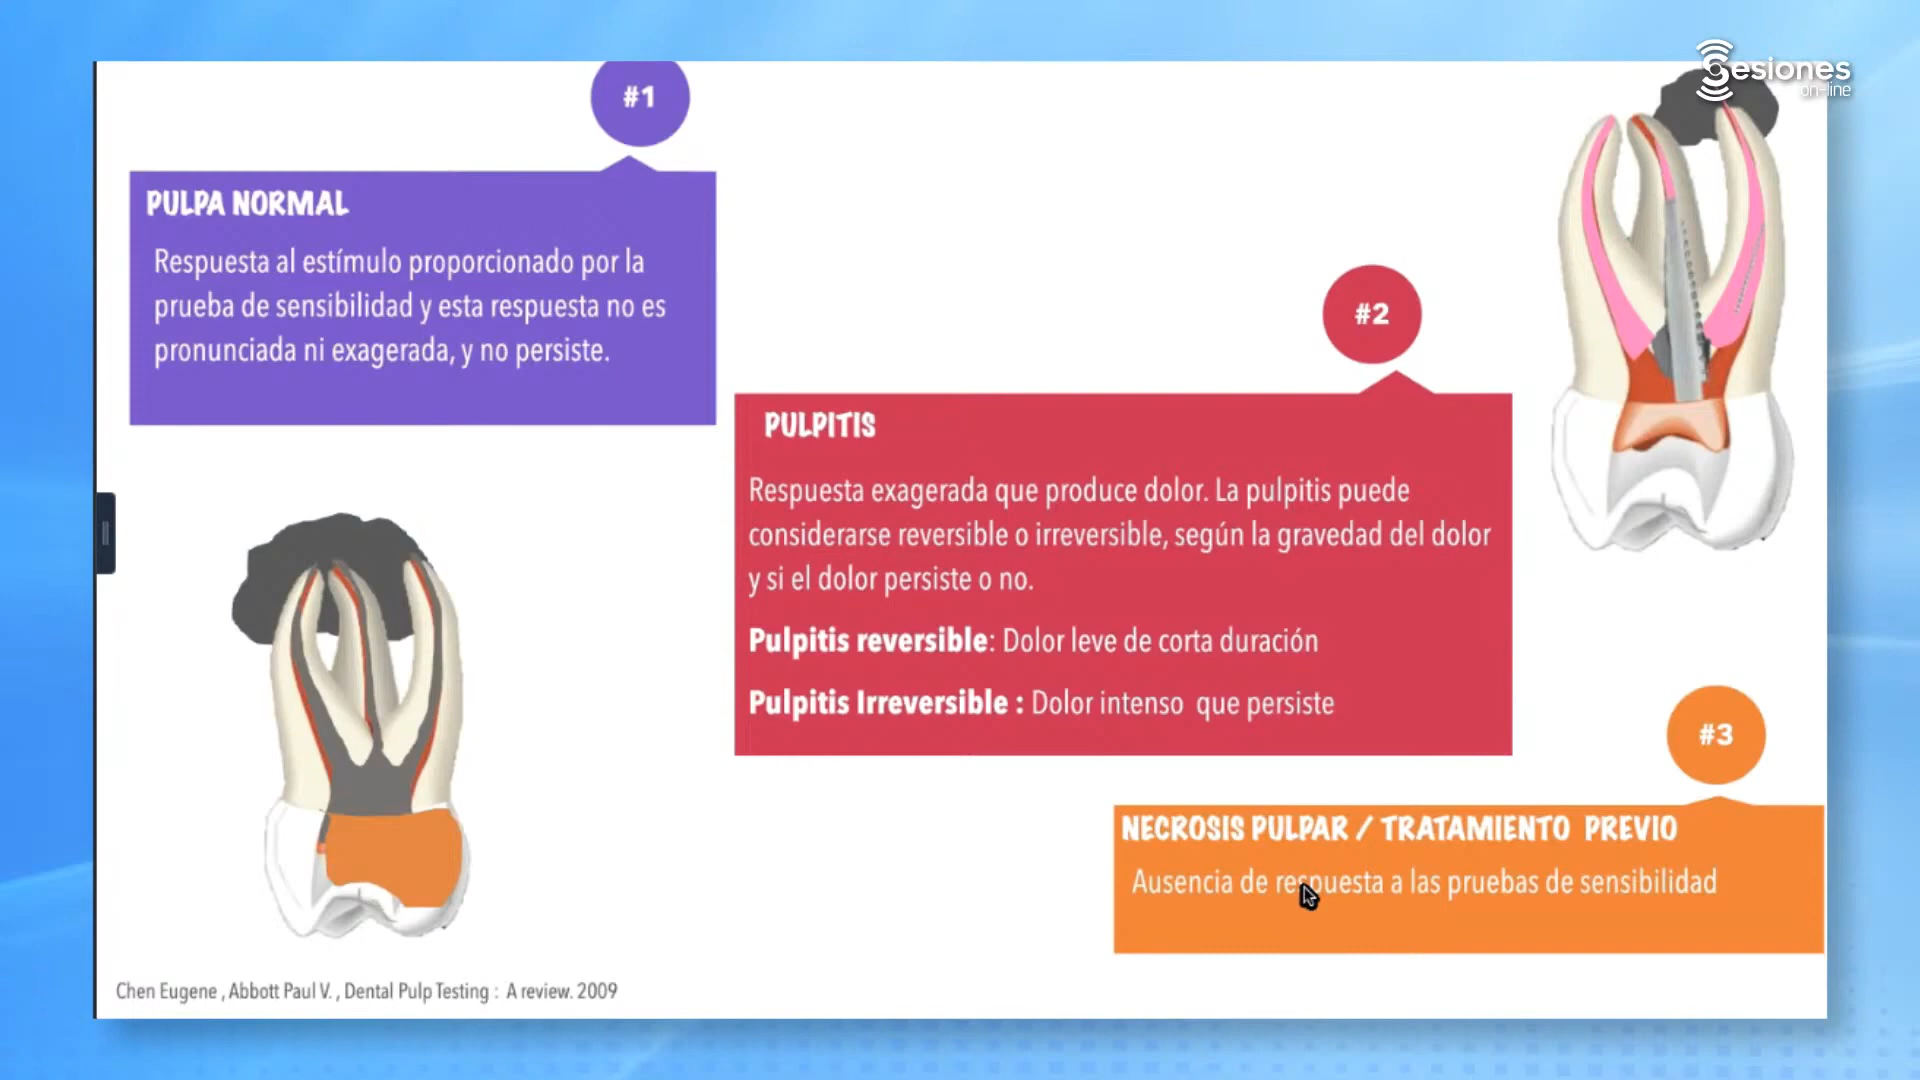 Sesiones
on-line
#1
PULPA NORMAL
Respuesta al estímulo proporcionado por la
prueba de sensibilidad y esta respuesta no es
pronunciada ni exagerada, y no persiste.
#2
PULPITIS
Respuesta exagerada que produce dolor. La pulpitis puede
considerarse reversible o irreversible, según la gravedad del dolor
y si el dolor persiste o no.
Pulpitis reversible: Dolor leve de corta duración
Pulpitis Irreversible : Dolor intenso que persiste
#3
NECROSIS PULPAR / TRATAMIENTO PREVIO
Ausencia de respuesta a las pruebas de sensibilidad
Chen Eugene , Abbott Paul V. , Dental Pulp Testing : A review. 2009